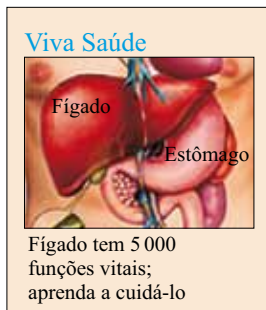 Viva Saúde
Fígado
Estômago
Fígado tem 5 000
funções vitais;
aprenda a cuidá-lo